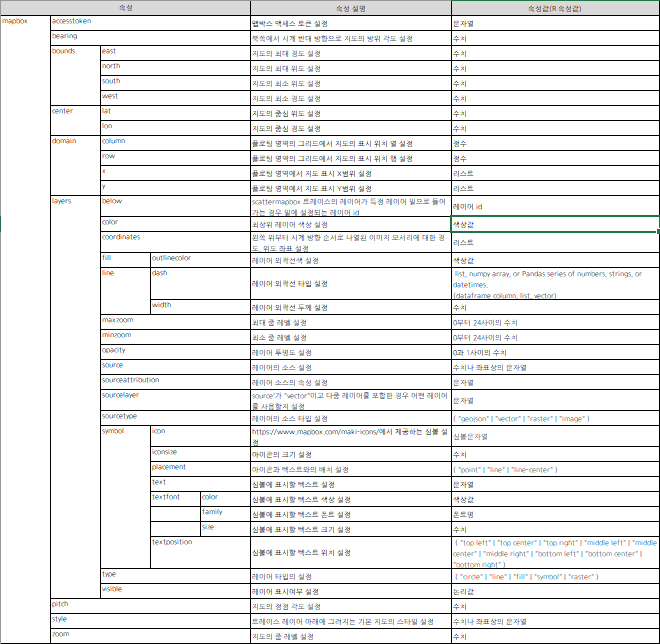 속성 속성 설명 속성값(R 속성값)
mapbox accesstoken 맵박스 액세스 토큰 설정 문자열
bearing 북쪽에서 시계 반대 방향으로 지도의 방위 각도 설정 수치
bounds east 지도의 최대 경도 설정 수치
north 지도의 최대 위도 설정 수치
south 지도의 최소 위도 설정 수치
west 지도의 최소 경도 설정 수치
center lat 지도의 중심 위도 설정 수치
lon 지도의 중심 경도 설정 수치
domain column 플로팅 영역의 그리드에서 지도의 표시 위치 열 설정 정수
row 플로팅 영역의 그리드에서 지도의 표시 위치 행 설정 정수
x 플로팅 영역에서 지도 표시 X범위 설정 리스트
y 플로팅 영역에서 지도 표시 Y범위 설정 리스트
layers below scattermapbox 트레이스의 레이어가 특정 레이어 밑으로 들어
가는 경우 밑에 설정되는 레이어 id 레이어 id
color 최상위 레이어 색상 설정 색상값
coordinates 왼쪽 위부터 시계 방향 순서로 나열된 이미지 모서리에 대한 경
도, 위도 좌표 설정 리스트
fill outlinecolor 레이어 외곽선색 설정 색상값
line dash 레이어 외곽선 타입 설정 list, numpy array, or Pandas series of numbers, strings, or
datetimes.
(dataframe column, list, vector)
width 레이어 외곽선 두께 설정 수치
maxzoom 최대 줌 레벨 설정 0부터 24사이의 수치
minzoom 최소 줌 레벨 설정 0부터 24사이의 수치
opacity 레이어 투명도 설정 0과 1사이의 수치
source 레이어의 소스 설정 수치나 좌표상의 문자열
sourceattribution 레이어 소스의 속성 설정 문자열
sourcelayer source'가 "vector"이고 다중 레이어를 포함한 경우 어떤 레이어
를 사용할지 설정 문자열
sourcetype 레이어의 소스 타입 설정 ( "geojson" | "vector" | "raster" | "image" )
symbol icon https://www.mapbox.com/maki-icons/에서 제공하는 심볼 설
정 심볼문자열
iconsize 아이콘의 크기 설정 수치
placement 아이콘과 텍스트와의 배치 설정 ( "point" | "line" | "line-center" )
text 심볼에 표시할 텍스트 설정 문자열
textfont color 심볼에 표시할 텍스트 색상 설정 색상값
family 심볼에 표시할 텍스트 폰트 설정 폰트명
size 심볼에 표시할 텍스트 크기 설정 수치
textposition 심볼에 표시할 텍스트 위치 설정 ( "top left" | "top center" | "top right" | "middle left" | "middle
center" | "middle right" | "bottom left" | "bottom center" |
"bottom right" )
type 레이어 타입의 설정 ( "circle" | "line" | "fill" | "symbol" | "raster" )
visible 레이어 표시여부 설정 논리값
pitch 지도의 정점 각도 설정 수치
style 트레이스 레이어 아래에 그려지는 기본 지도의 스타일 설정 수치나 좌표상의 문자열
zoom 지도의 줌 레벨 설정 수치